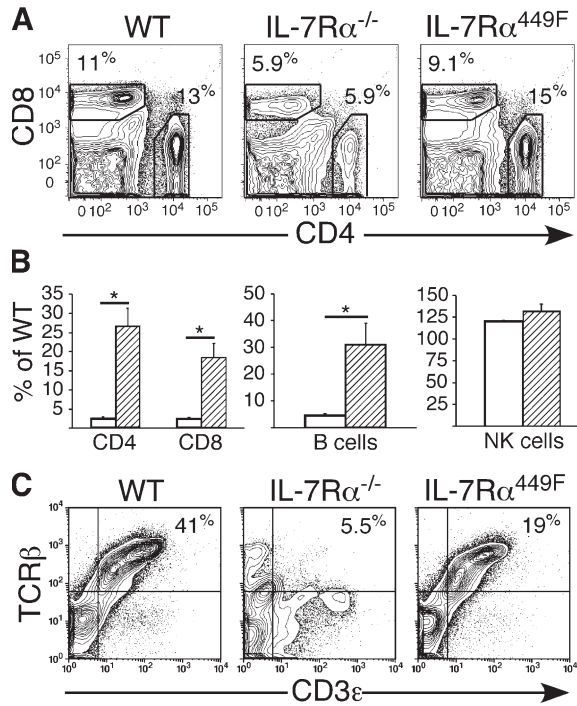 A
WT IL-7Rα-/- IL-7Rα449F
CD8
10⁵ 11% 5.9% 9.1%
10⁴ 13% 5.9% 15%
10³
10²
0
0 10² 10³ 10⁴ 10⁵ 0 10² 10³ 10⁴ 10⁵ 0 10² 10³ 10⁴ 10⁵
CD4
B
% of WT
35 30 25 20 15 10 5
* *
CD4 CD8
50 40 30 20 10
*
B cells
150 125 100 75 50 25
NK cells
C
WT IL-7Rα-/- IL-7Rα449F
TCRβ
10⁴ 41% 5.5% 19%
10³
10²
10¹
10⁰
10⁰ 10¹ 10² 10³ 10⁴ 10⁰ 10¹ 10² 10³ 10⁴ 10⁰ 10¹ 10² 10³ 10⁴
CD3ε